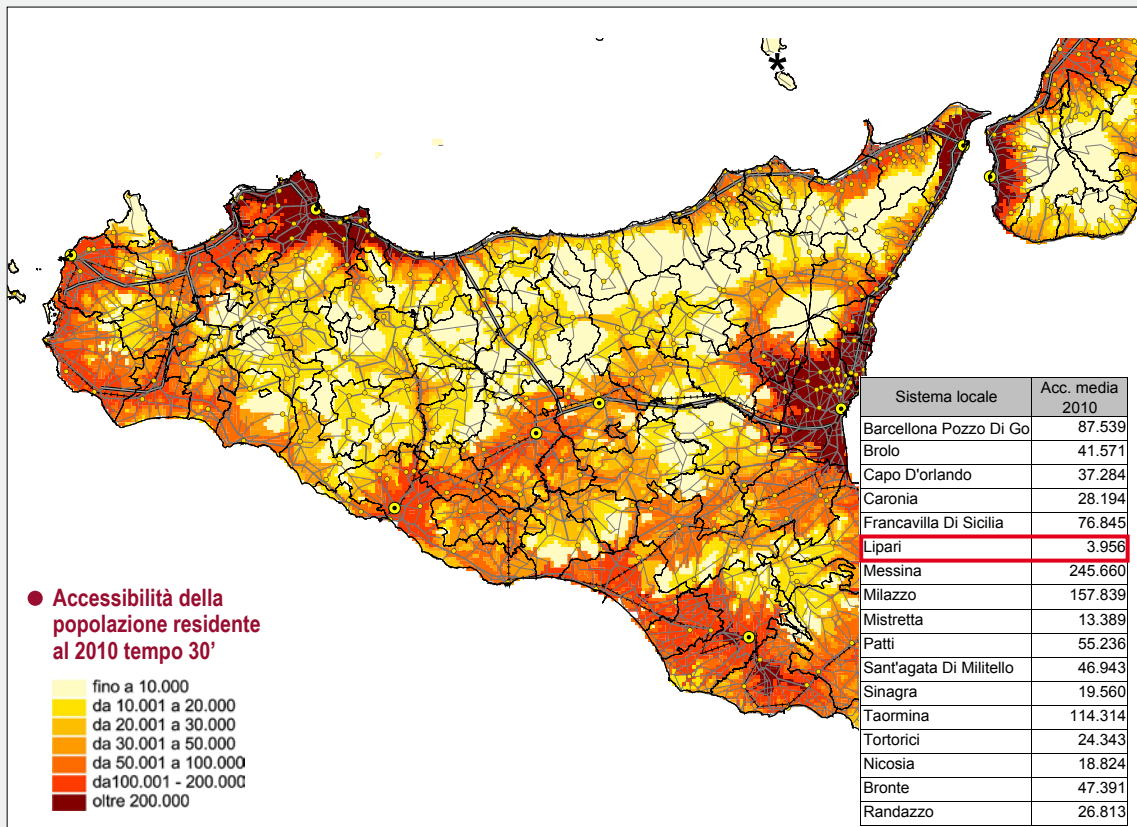 *
Sistema locale Acc. media 2010
Barcellona Pozzo Di Go 87.539
Brolo 41.571
Capo D'orlando 37.284
Caronia 28.194
Francavilla Di Sicilia 76.845
Lipari 3.956
Messina 245.660
Milazzo 157.839
Mistretta 13.389
Patti 55.236
Sant'agata Di Militello 46.943
Sinagra 19.560
Taormina 114.314
Tortorici 24.343
Nicosia 18.824
Bronte 47.391
Randazzo 26.813
Accessibilità della
popolazione residente
al 2010 tempo 30’
fino a 10.000
da 10.001 a 20.000
da 20.001 a 30.000
da 30.001 a 50.000
da 50.001 a 100.000
da100.001 - 200.000
oltre 200.000